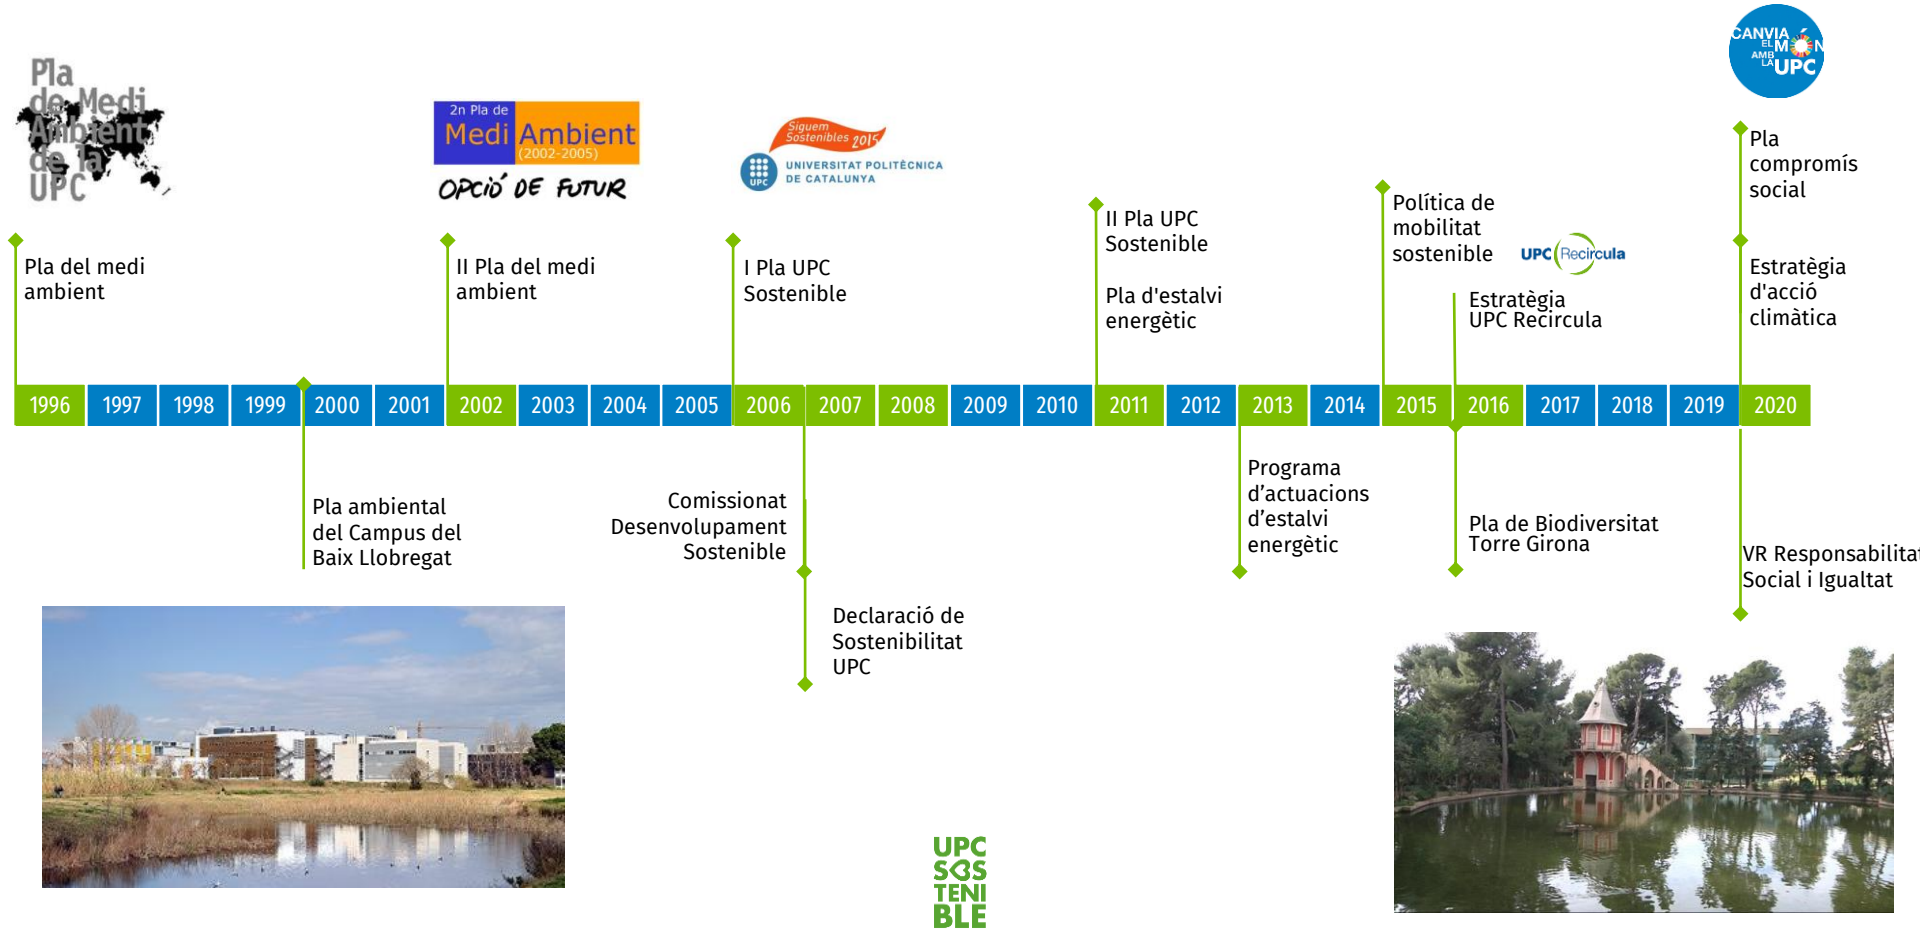 Pla
de Medi
Ambient
de la
UPC
2n Pla de
Medi Ambient
(2002-2005)
OPCIÓ DE FUTUR
Siguem
Sostenibles 2015
UPC
UNIVERSITAT POLITÈCNICA
DE CATALUNYA
CANVIA
EL MÓN
AMB
LA UPC
Pla del medi
ambient
II Pla del medi
ambient
I Pla UPC
Sostenible
II Pla UPC
Sostenible
Pla d'estalvi
energètic
Política de
mobilitat
sostenible
UPC Recircula
Estratègia
UPC Recircula
Pla
compromís
social
Estratègia
d'acció
climàtica
1996 1997 1998 1999 2000 2001 2002 2003 2004 2005 2006 2007 2008 2009 2010 2011 2012 2013 2014 2015 2016 2017 2018 2019 2020
Pla ambiental
del Campus del
Baix Llobregat
Comissionat
Desenvolupament
Sostenible
Declaració de
Sostenibilitat
UPC
Programa
d’actuacions
d’estalvi
energètic
Pla de Biodiversitat
Torre Girona
VR Responsabilitat
Social i Igualtat
UPC
SOS
TENI
BLE